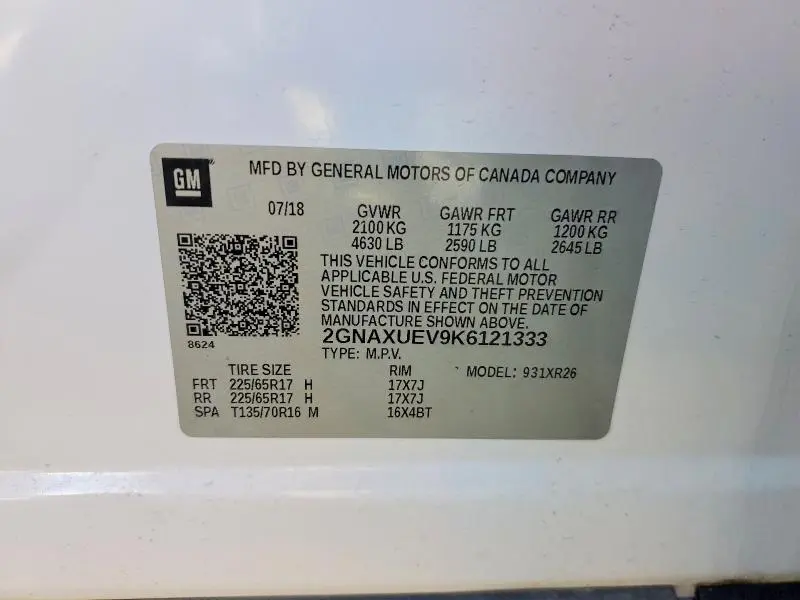 GM
MFD BY GENERAL MOTORS OF CANADA COMPANY
07/18 GVWR GAWR FRT GAWR RR
2100 KG 1175 KG 1200 KG
4630 LB 2590 LB 2645 LB
THIS VEHICLE CONFORMS TO ALL
APPLICABLE U.S. FEDERAL MOTOR
VEHICLE SAFETY AND THEFT PREVENTION
STANDARDS IN EFFECT ON THE DATE OF
MANUFACTURE SHOWN ABOVE.
8624 2GNAXUEV9K6121333
TYPE: M.P.V.
TIRE SIZE RIM MODEL: 931XR26
FRT 225/65R17 H 17X7J
RR 225/65R17 H 17X7J
SPA T135/70R16 M 16X4BT